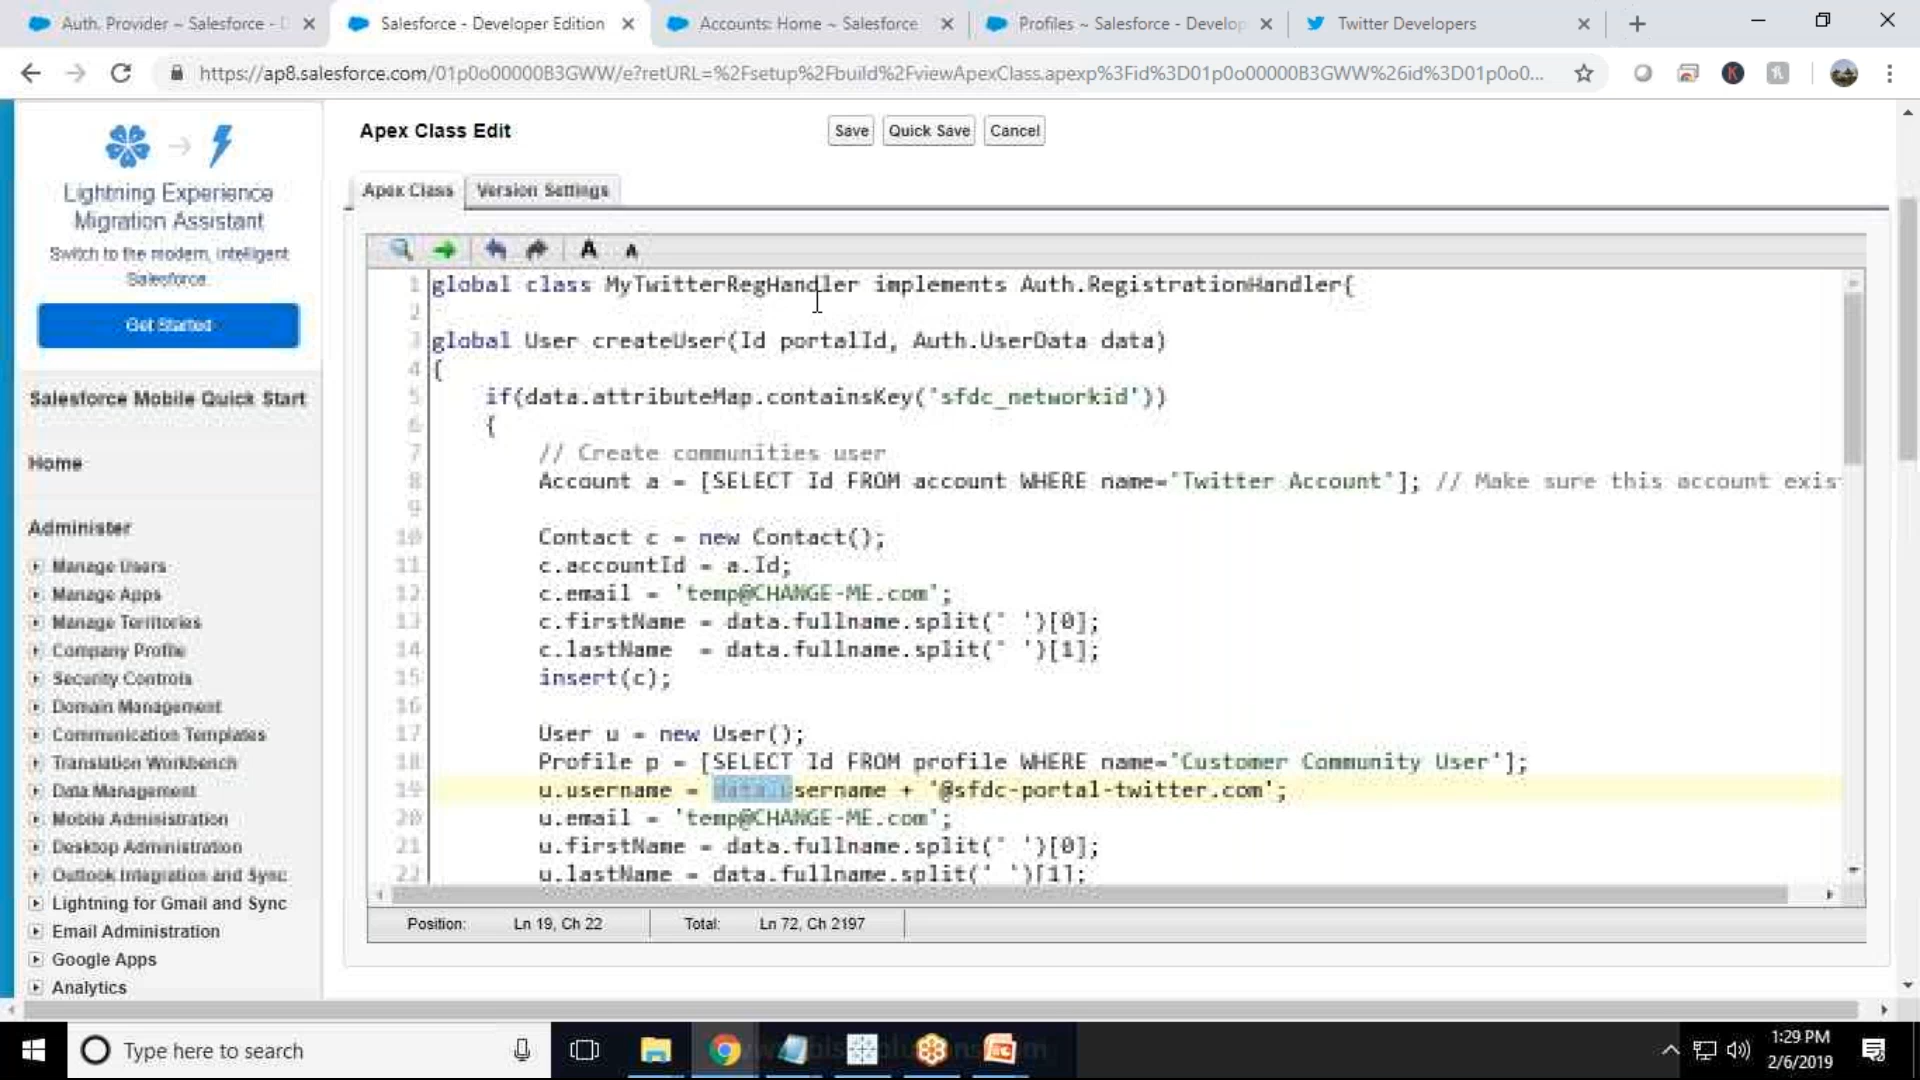 Auth. Provider ~ Salesforce - D
Salesforce - Developer Edition
Accounts: Home ~ Salesforce
Profiles ~ Salesforce - Develop
Twitter Developers
https://ap8.salesforce.com/01p0o00000B3GWW/e?retURL=%2Fsetup%2Fbuild%2FviewApexClass.apexp%3Fid%3D01p0o00000B3GWW%26id%3D01p0o0...
Lightning Experience
Migration Assistant
Switch to the modern, intelligent
Salesforce.
Get Started
Salesforce Mobile Quick Start
Home
Administer
Manage Users
Manage Apps
Manage Territories
Company Profile
Security Controls
Domain Management
Communication Templates
Translation Workbench
Data Management
Mobile Administration
Desktop Administration
Outlook Integration and Sync
Lightning for Gmail and Sync
Email Administration
Google Apps
Analytics
Apex Class Edit
Save Quick Save Cancel
Apex Class Version Settings
A A
1 global class MyTwitterRegHandler implements Auth.RegistrationHandler{
2
3 global User createUser(Id portalId, Auth.UserData data)
4 {
5 if(data.attributeMap.containsKey('sfdc_networkid'))
6 {
7 // Create communities user
8 Account a = [SELECT Id FROM account WHERE name='Twitter Account']; // Make sure this account exis
9
10 Contact c = new Contact();
11 c.accountId = a.Id;
12 c.email = 'temp@CHANGE-ME.com';
13 c.firstName = data.fullname.split(' ')[0];
14 c.lastName = data.fullname.split(' ')[1];
15 insert(c);
16
17 User u = new User();
18 Profile p = [SELECT Id FROM profile WHERE name='Customer Community User'];
19 u.username = data.username + '@sfdc-portal-twitter.com';
20 u.email = 'temp@CHANGE-ME.com';
21 u.firstName = data.fullname.split(' ')[0];
22 u.lastName = data.fullname.split(' ')[1];
Position: Ln 19, Ch 22 Total: Ln 72, Ch 2197
Type here to search
1:29 PM
2/6/2019